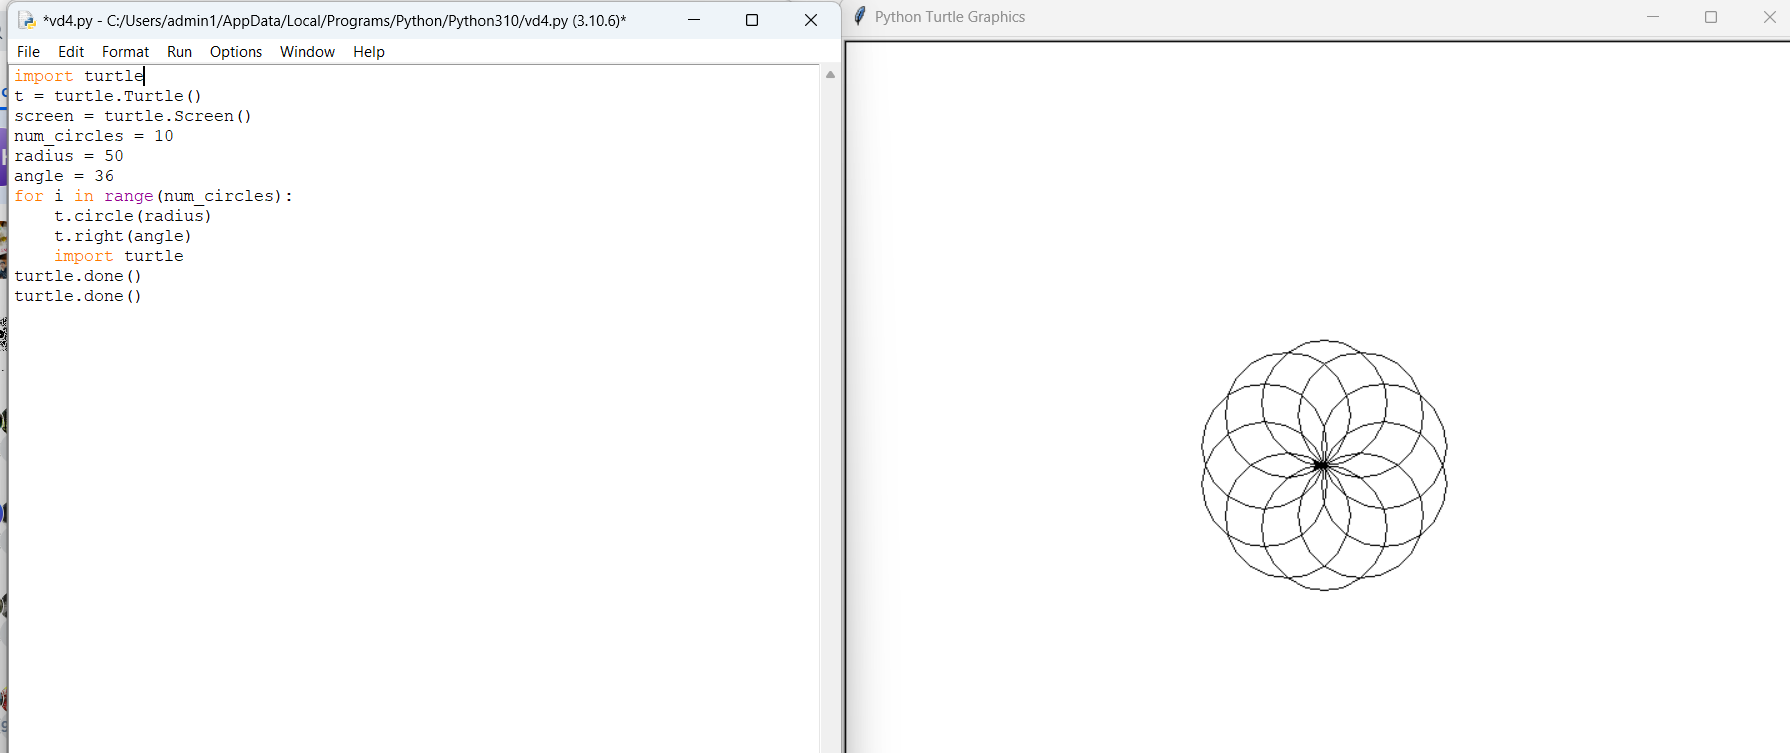 *vd4.py - C:/Users/admin1/AppData/Local/Programs/Python/Python310/vd4.py (3.10.6)*
File Edit Format Run Options Window Help
import turtle
t = turtle.Turtle()
screen = turtle.Screen()
num_circles = 10
radius = 50
angle = 36
for i in range(num_circles):
    t.circle(radius)
    t.right(angle)
    import turtle
turtle.done()
turtle.done()
Python Turtle Graphics